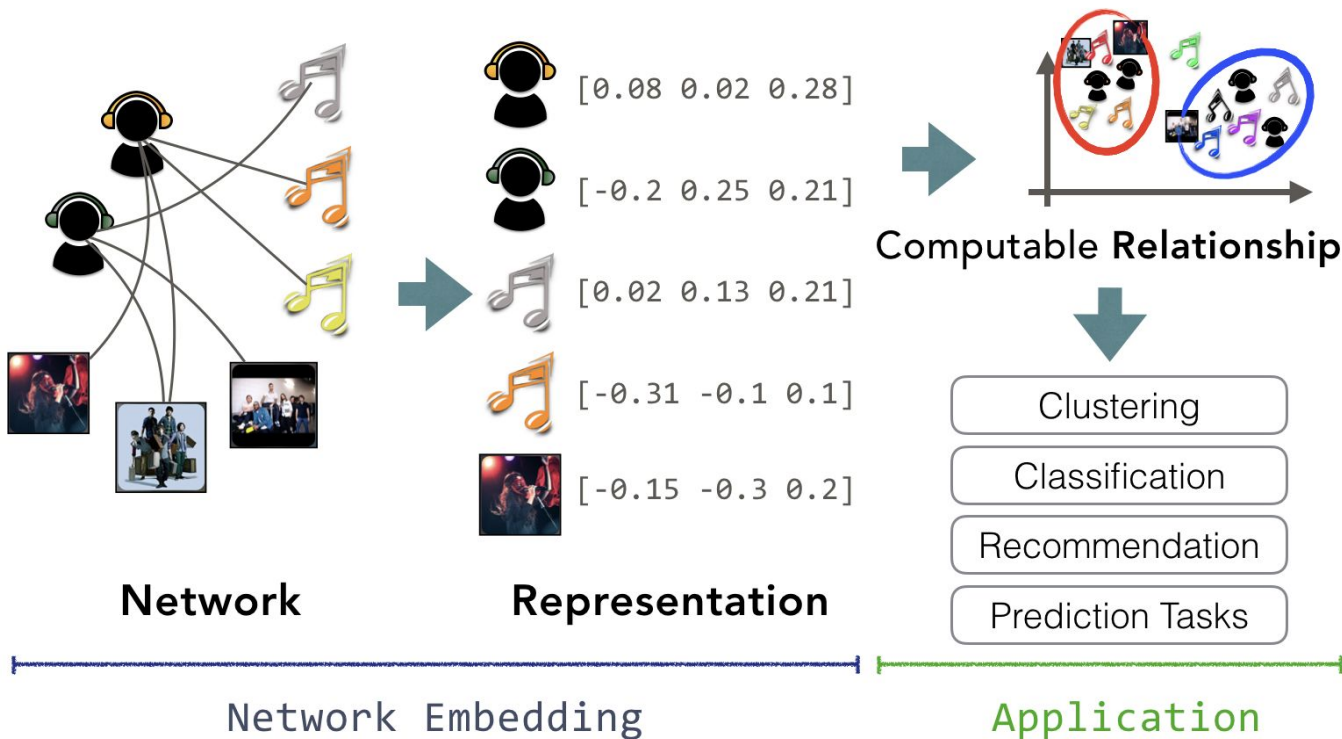 [0.08 0.02 0.28]
[-0.2 0.25 0.21]
[0.02 0.13 0.21]
[-0.31 -0.1 0.1]
[-0.15 -0.3 0.2]
Computable Relationship
Clustering
Classification
Recommendation
Prediction Tasks
Network
Representation
Network Embedding
Application